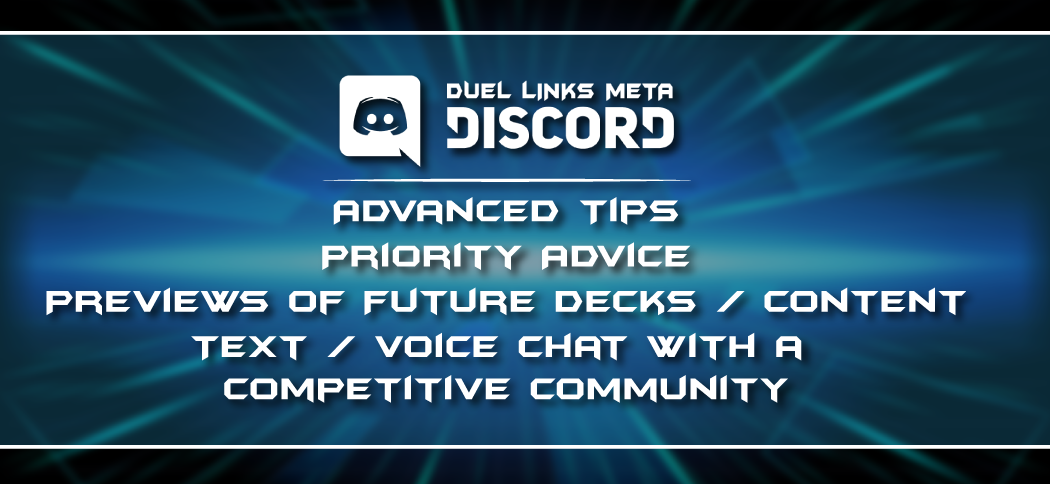 DUEL LINKS META
DISCORD
ADVANCED TIPS
PRIORITY ADVICE
PREVIEWS OF FUTURE DECKS / CONTENT
TEXT / VOICE CHAT WITH A
COMPETITIVE COMMUNITY